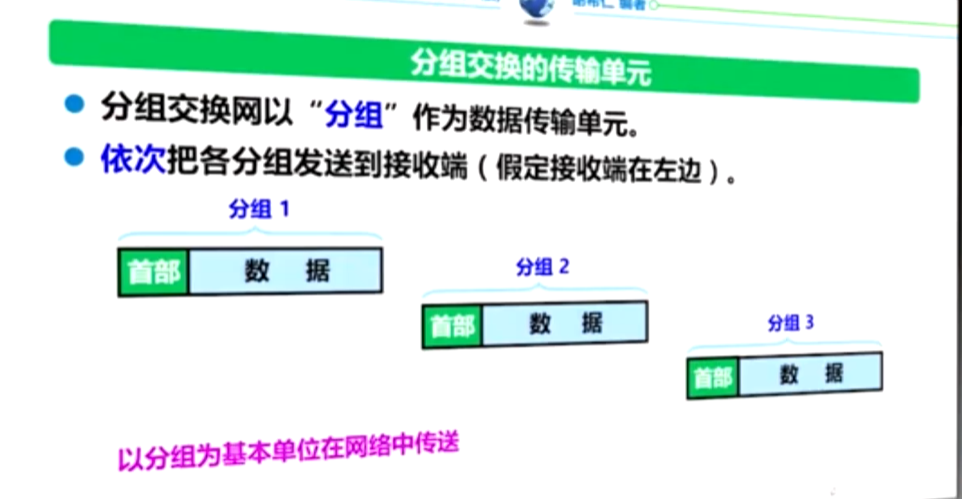 谢希仁 编著
分组交换的传输单元
分组交换网以“分组”作为数据传输单元。
依次把各分组发送到接收端（假定接收端在左边）。
分组 1
首部 数 据
分组 2
首部 数 据
分组 3
首部 数 据
以分组为基本单位在网络中传送